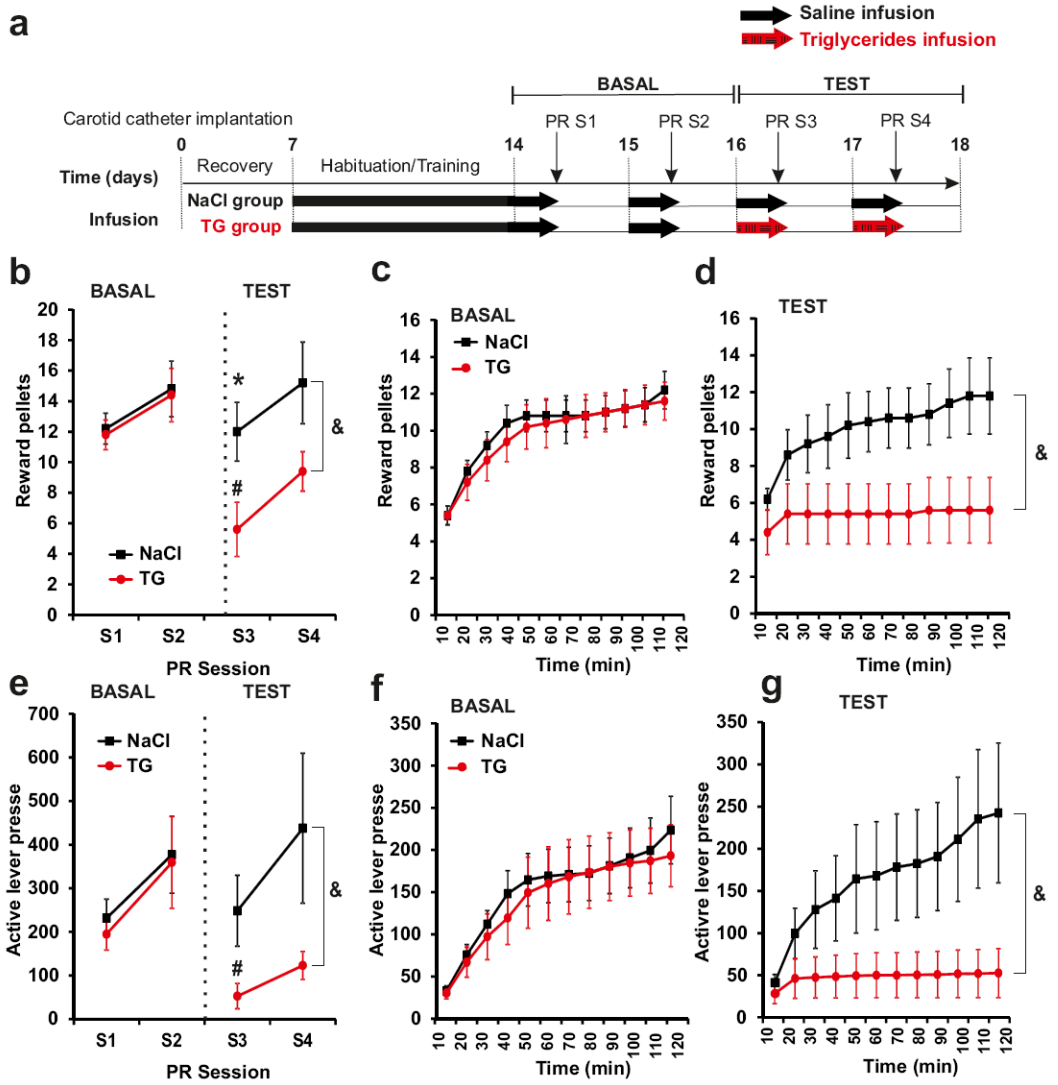 a
Saline infusion
Triglycerides infusion
BASAL TEST
Carotid catheter implantation PR S1 PR S2 PR S3 PR S4
0 7 14 15 16 17 18
Recovery Habituation/Training
Time (days)
NaCl group
Infusion
TG group
b
BASAL TEST
Reward pellets
20
18
16
14
12
10
8
6
4
2
0
*
#
&
NaCl
TG
S1 S2 S3 S4
PR Session
c
BASAL
NaCl
TG
Reward pellets
16
14
12
10
8
6
4
2
0
10 20 30 40 50 60 70 80 90 100 110 120
Time (min)
d
TEST
Reward pellets
16
14
12
10
8
6
4
2
0
&
10 20 30 40 50 60 70 80 90 100 110 120
Time (min)
e
BASAL TEST
Active lever presse
700
600
500
400
300
200
100
0
NaCl
TG
#
&
S1 S2 S3 S4
PR Session
f
BASAL
NaCl
TG
Active lever presse
350
300
250
200
150
100
50
0
10 20 30 40 50 60 70 80 90 100 110 120
Time (min)
g
TEST
Activre lever presse
350
300
250
200
150
100
50
0
&
10 20 30 40 50 60 70 80 90 100 110 120
Time (min)